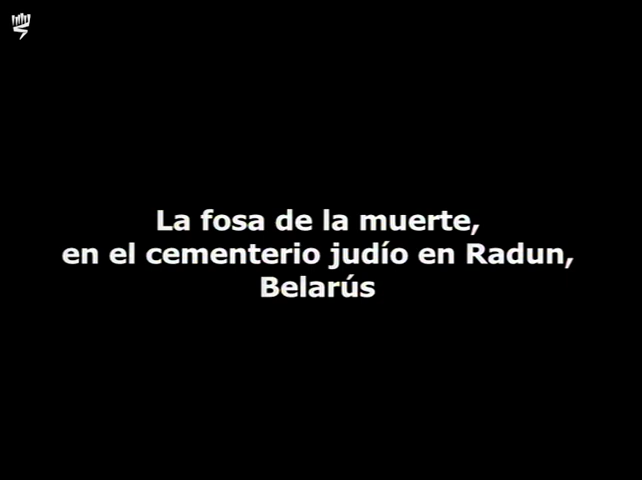 La fosa de la muerte,
en el cementerio judío en Radun,
Belarús